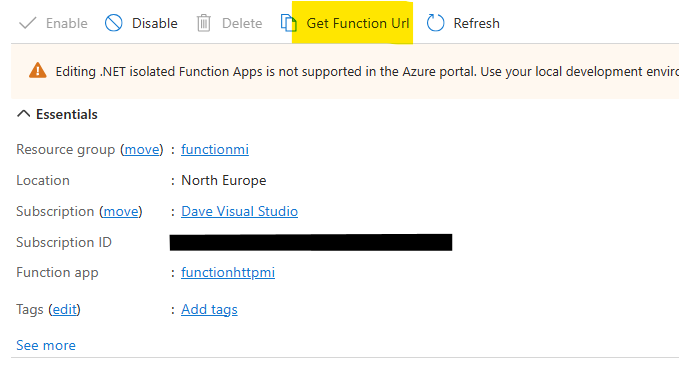 Enable Disable Delete Get Function Url Refresh
Editing .NET isolated Function Apps is not supported in the Azure portal. Use your local development
Essentials
Resource group (move) : functionmi
Location : North Europe
Subscription (move) : Dave Visual Studio
Subscription ID
Function app : functionhttpmi
Tags (edit) : Add tags
See more